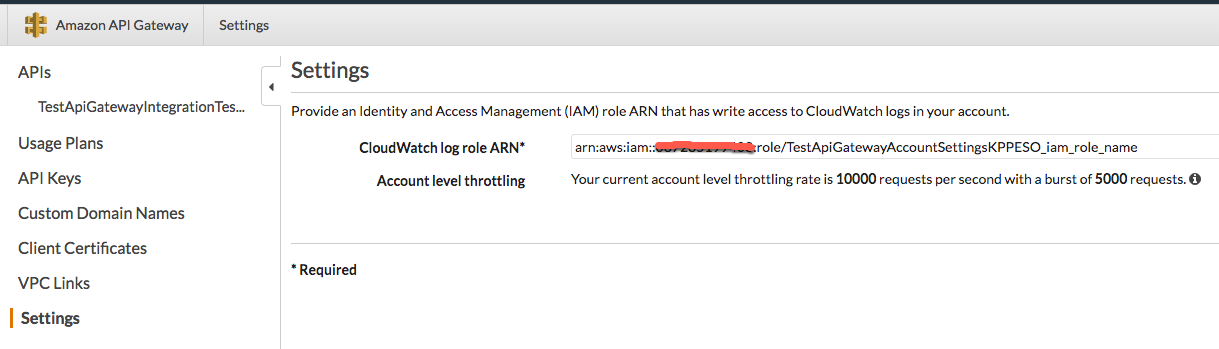 Amazon API Gateway Settings
APIs
TestApiGatewayIntegrationTes...
Usage Plans
API Keys
Custom Domain Names
Client Certificates
VPC Links
Settings
Settings
Provide an Identity and Access Management (IAM) role ARN that has write access to CloudWatch logs in your account.
CloudWatch log role ARN* arn:aws:iam:: :role/TestApiGatewayAccountSettingsKPPESO_iam_role_name
Account level throttling Your current account level throttling rate is 10000 requests per second with a burst of 5000 requests.
* Required